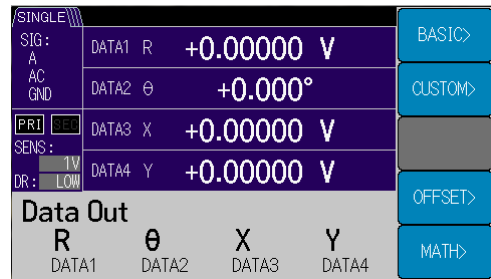 SINGLE
SIG:
A
AC
GND
PRI SEC
SENS:
1V
DR: LOW
DATA1 R +0.00000 V
DATA2 θ +0.000°
DATA3 X +0.00000 V
DATA4 Y +0.00000 V
Data Out
R θ X Y
DATA1 DATA2 DATA3 DATA4
BASIC>
CUSTOM>
OFFSET>
MATH>